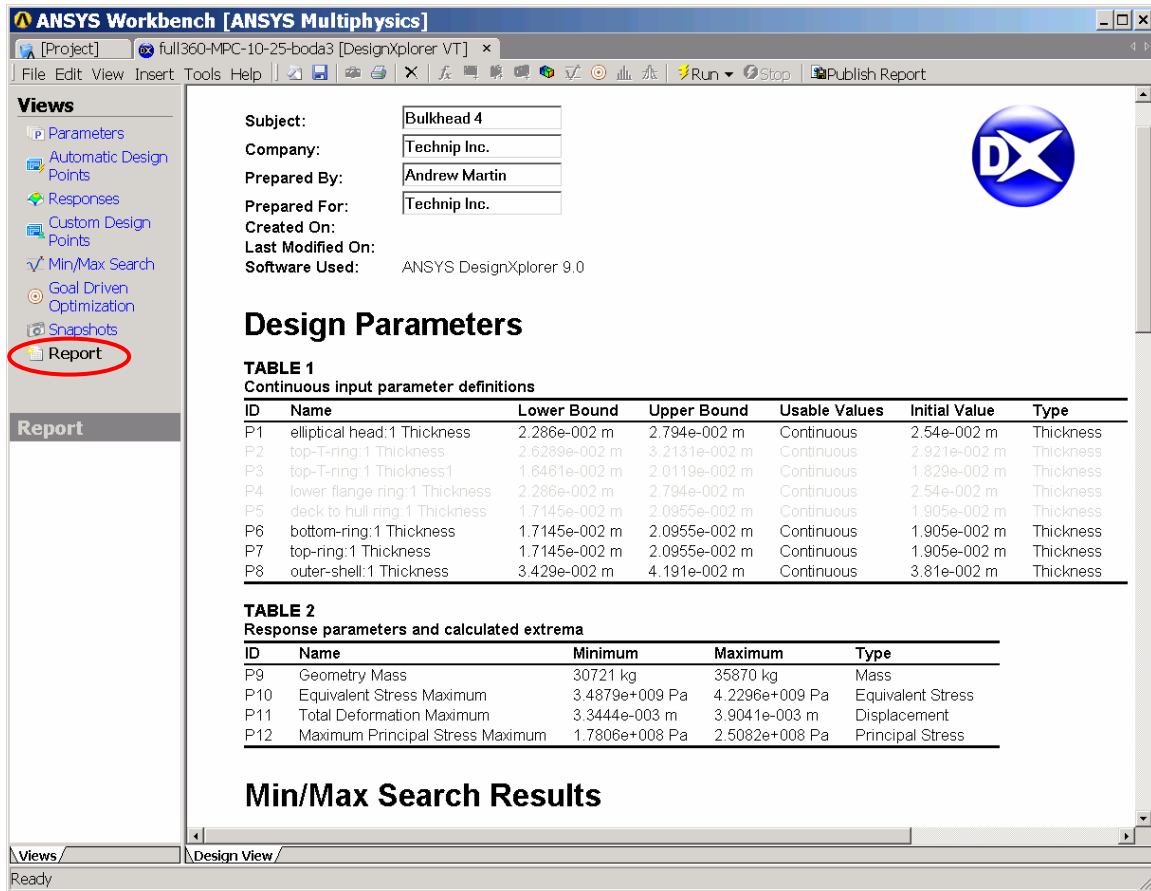 ANSYS Workbench [ANSYS Multiphysics]
[Project] full360-MPC-10-25-boda3 [DesignXplorer VT] ×
File Edit View Insert Tools Help Run Stop Publish Report
Views
Parameters
Automatic Design
Points
Responses
Custom Design
Points
Min/Max Search
Goal Driven
Optimization
Snapshots
Report
Report
Subject: Bulkhead 4
Company: Technip Inc.
Prepared By: Andrew Martin
Prepared For: Technip Inc.
Created On:
Last Modified On:
Software Used: ANSYS DesignXplorer 9.0
DX
Design Parameters
TABLE 1
Continuous input parameter definitions
ID Name Lower Bound Upper Bound Usable Values Initial Value Type
P1 elliptical head:1 Thickness 2.286e-002 m 2.794e-002 m Continuous 2.54e-002 m Thickness
P2 top-T-ring:1 Thickness 2.6289e-002 m 3.2131e-002 m Continuous 2.921e-002 m Thickness
P3 top-T-ring:1 Thickness1 1.6461e-002 m 2.0119e-002 m Continuous 1.829e-002 m Thickness
P4 lower flange ring:1 Thickness 2.286e-002 m 2.794e-002 m Continuous 2.54e-002 m Thickness
P5 deck to hull ring:1 Thickness 1.7145e-002 m 2.0955e-002 m Continuous 1.905e-002 m Thickness
P6 bottom-ring:1 Thickness 1.7145e-002 m 2.0955e-002 m Continuous 1.905e-002 m Thickness
P7 top-ring:1 Thickness 1.7145e-002 m 2.0955e-002 m Continuous 1.905e-002 m Thickness
P8 outer-shell:1 Thickness 3.429e-002 m 4.191e-002 m Continuous 3.81e-002 m Thickness
TABLE 2
Response parameters and calculated extrema
ID Name Minimum Maximum Type
P9 Geometry Mass 30721 kg 35870 kg Mass
P10 Equivalent Stress Maximum 3.4879e+009 Pa 4.2296e+009 Pa Equivalent Stress
P11 Total Deformation Maximum 3.3444e-003 m 3.9041e-003 m Displacement
P12 Maximum Principal Stress Maximum 1.7806e+008 Pa 2.5082e+008 Pa Principal Stress
Min/Max Search Results
Views Design View
Ready